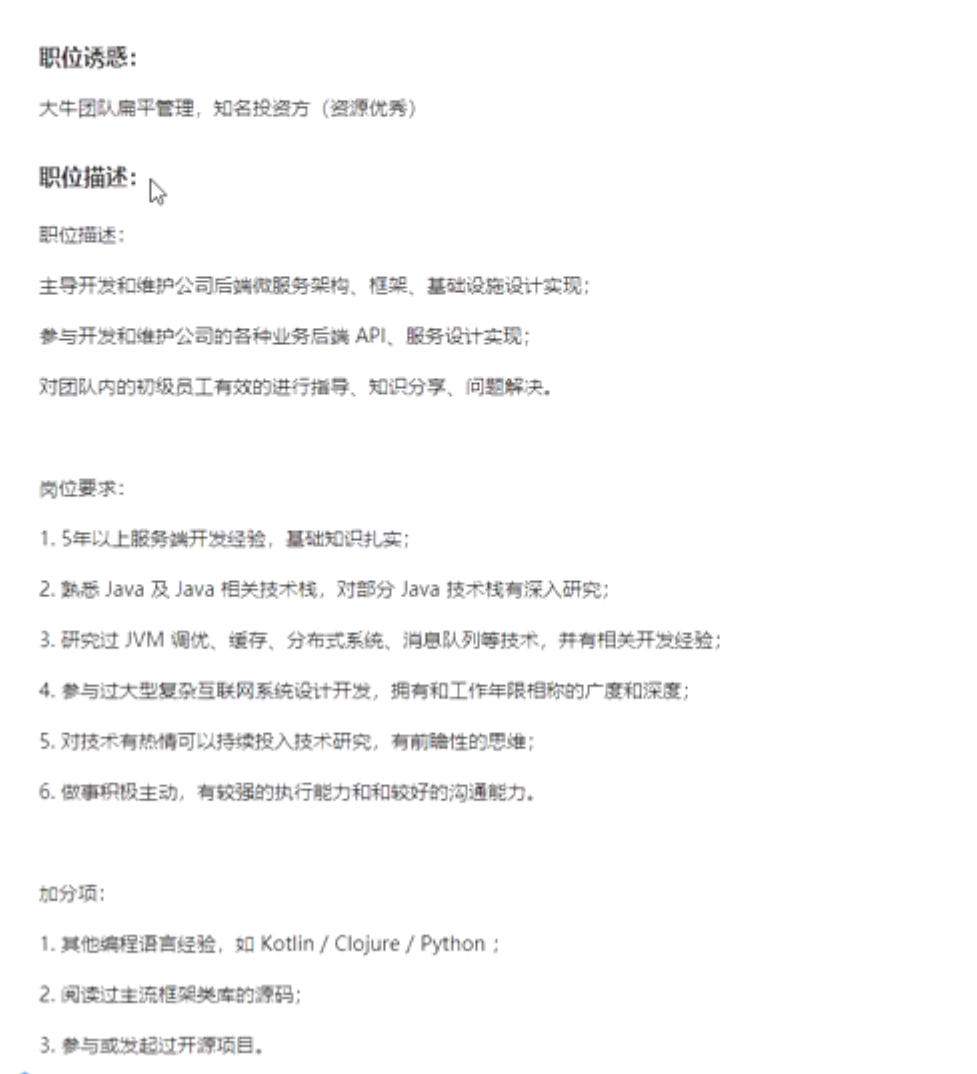 职位诱惑：
大牛团队扁平管理，知名投资方（资源优秀）
职位描述：
职位描述：
主导开发和维护公司后端微服务架构、框架、基础设施设计实现；
参与开发和维护公司的各种业务后端 API、服务设计实现；
对团队内的初级员工有效的进行指导、知识分享、问题解决。
岗位要求：
1. 5年以上服务端开发经验，基础知识扎实；
2. 熟悉 Java 及 Java 相关技术栈，对部分 Java 技术栈有深入研究；
3. 研究过 JVM 调优、缓存、分布式系统、消息队列等技术，并有相关开发经验；
4. 参与过大型复杂互联网系统设计开发，拥有和工作年限相称的广度和深度；
5. 对技术有热情可以持续投入技术研究，有前瞻性的思维；
6. 做事积极主动，有较强的执行能力和和较好的沟通能力。
加分项：
1. 其他编程语言经验，如 Kotlin / Clojure / Python ；
2. 阅读过主流框架类库的源码；
3. 参与或发起过开源项目。